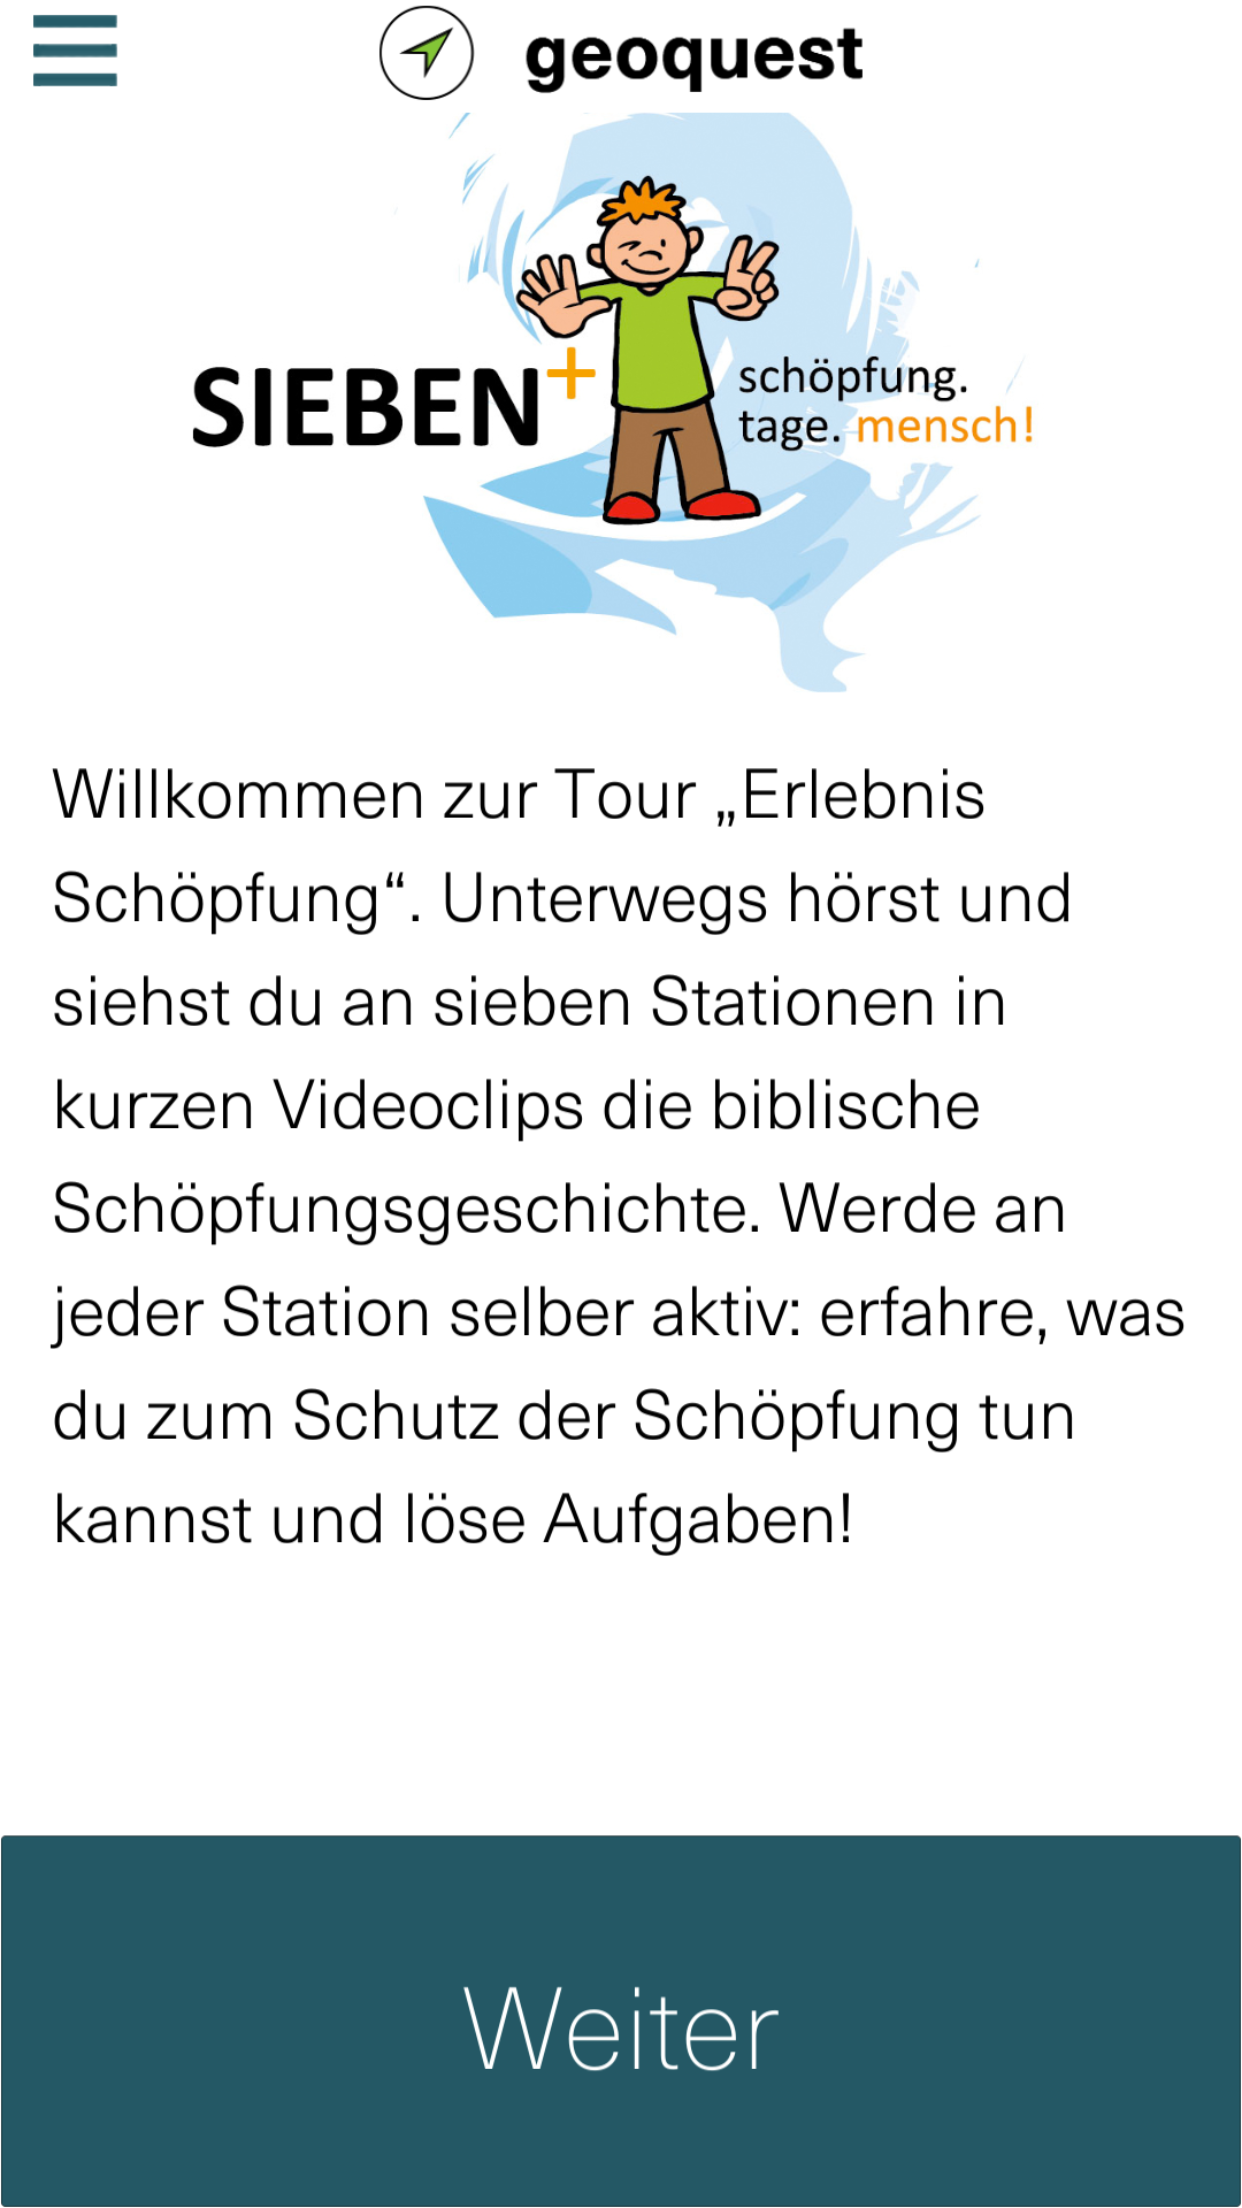 geoquest
SIEBEN+
schöpfung.
tage. mensch!
Willkommen zur Tour „Erlebnis
Schöpfung“. Unterwegs hörst und
siehst du an sieben Stationen in
kurzen Videoclips die biblische
Schöpfungsgeschichte. Werde an
jeder Station selber aktiv: erfahre, was
du zum Schutz der Schöpfung tun
kannst und löse Aufgaben!
Weiter